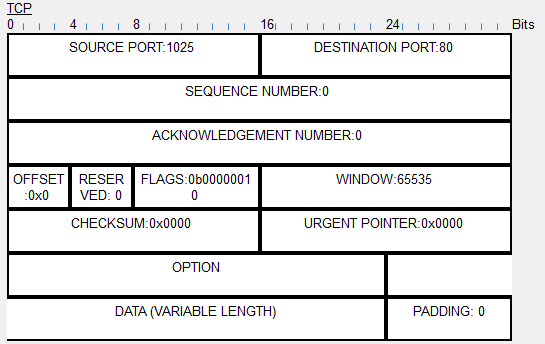 TCP
0 4 8 16 24 Bits
SOURCE PORT:1025 DESTINATION PORT:80
SEQUENCE NUMBER:0
ACKNOWLEDGEMENT NUMBER:0
OFFSET RESER FLAGS:0b0000001 WINDOW:65535
:0x0 VED: 0 0
CHECKSUM:0x0000 URGENT POINTER:0x0000
OPTION
DATA (VARIABLE LENGTH) PADDING: 0